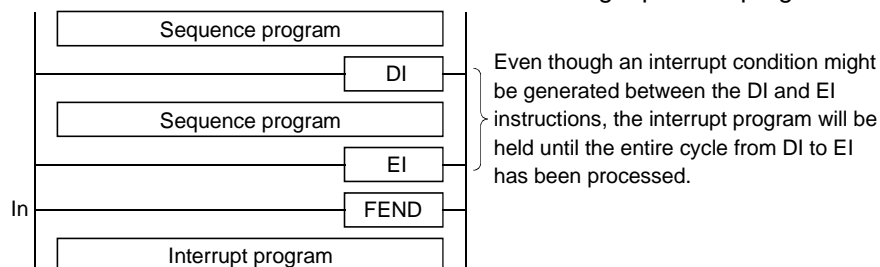 Sequence program
DI
Even though an interrupt condition might
be generated between the DI and EI
instructions, the interrupt program will be
held until the entire cycle from DI to EI
has been processed.
Sequence program
EI
In
FEND
Interrupt program